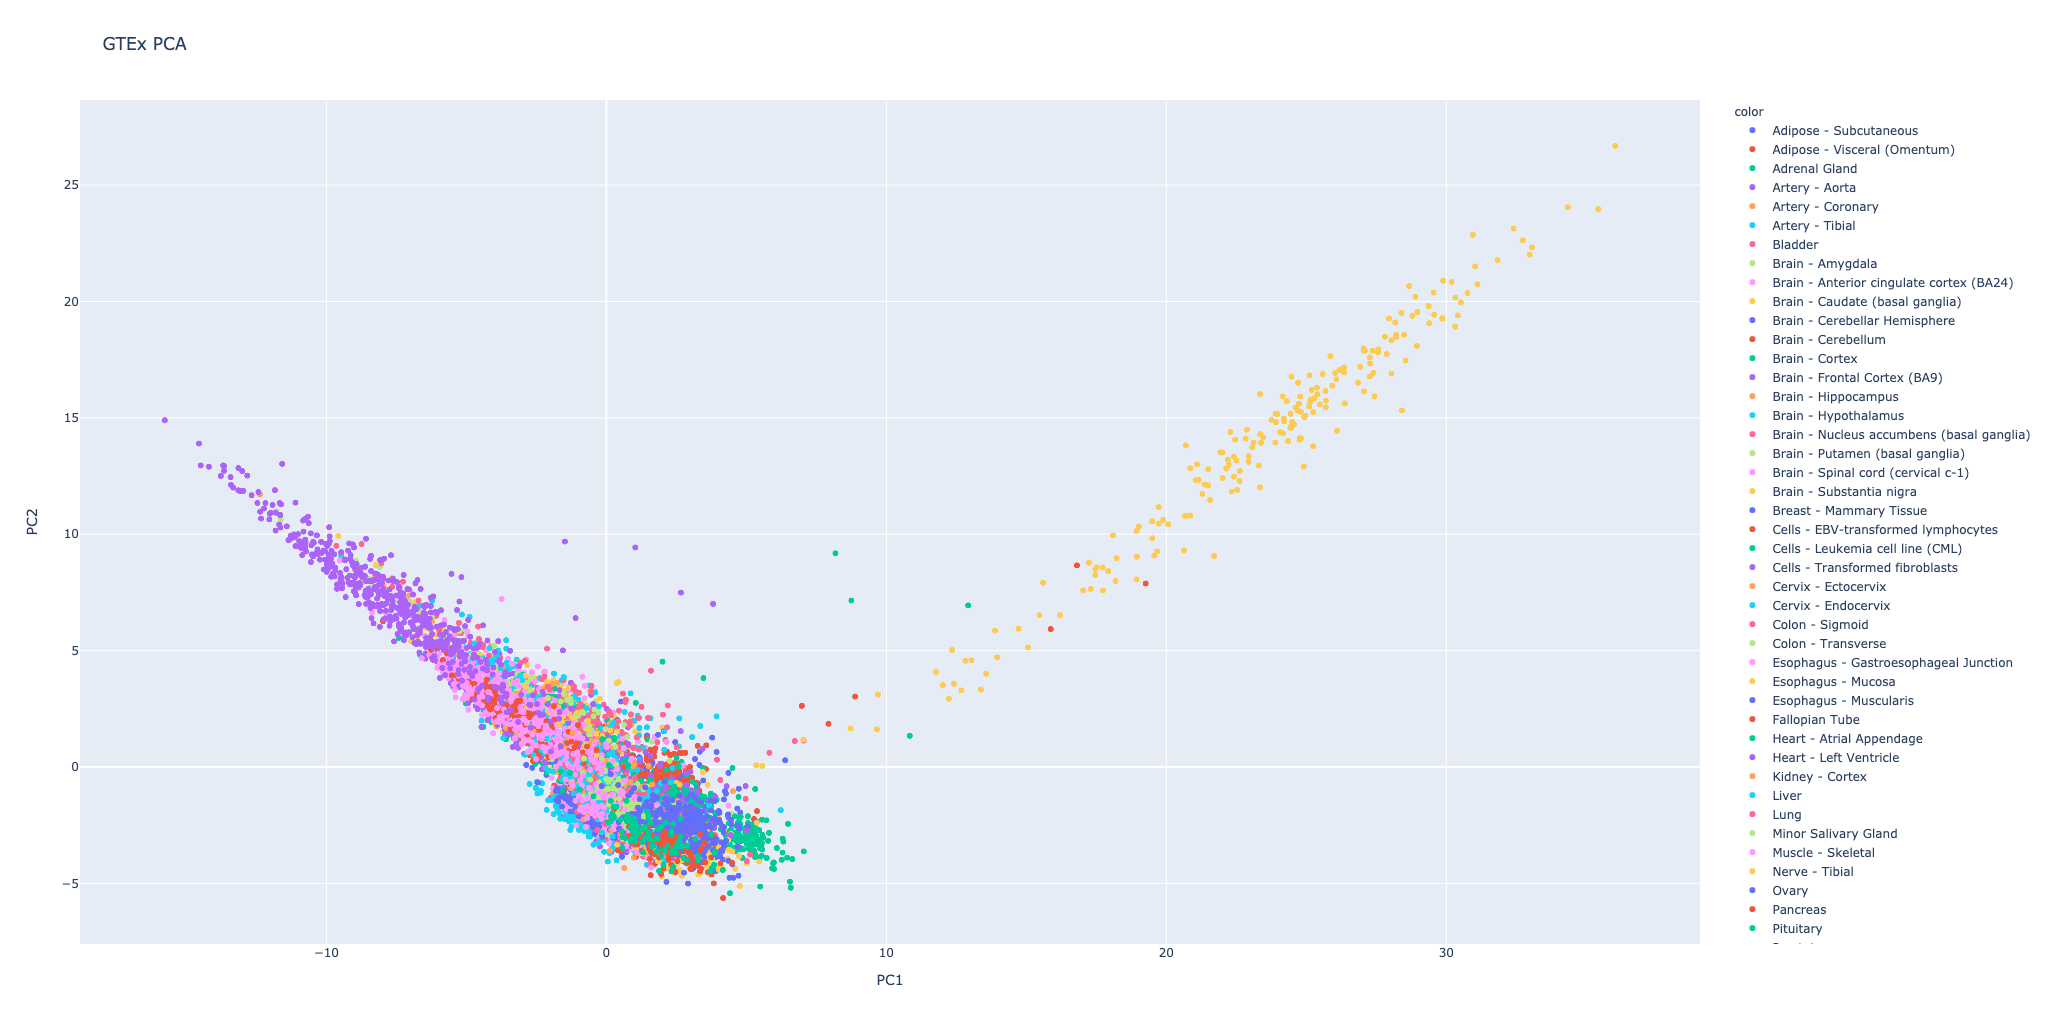 GTEx PCA
color
Adipose - Subcutaneous
Adipose - Visceral (Omentum)
Adrenal Gland
Artery - Aorta
Artery - Coronary
Artery - Tibial
Bladder
Brain - Amygdala
Brain - Anterior cingulate cortex (BA24)
Brain - Caudate (basal ganglia)
Brain - Cerebellar Hemisphere
Brain - Cerebellum
Brain - Cortex
Brain - Frontal Cortex (BA9)
Brain - Hippocampus
Brain - Hypothalamus
Brain - Nucleus accumbens (basal ganglia)
Brain - Putamen (basal ganglia)
Brain - Spinal cord (cervical c-1)
Brain - Substantia nigra
Breast - Mammary Tissue
Cells - EBV-transformed lymphocytes
Cells - Leukemia cell line (CML)
Cells - Transformed fibroblasts
Cervix - Ectocervix
Cervix - Endocervix
Colon - Sigmoid
Colon - Transverse
Esophagus - Gastroesophageal Junction
Esophagus - Mucosa
Esophagus - Muscularis
Fallopian Tube
Heart - Atrial Appendage
Heart - Left Ventricle
Kidney - Cortex
Liver
Lung
Minor Salivary Gland
Muscle - Skeletal
Nerve - Tibial
Ovary
Pancreas
Pituitary
PC2
25
20
15
10
5
0
−5
−10
0
10
20
30
PC1